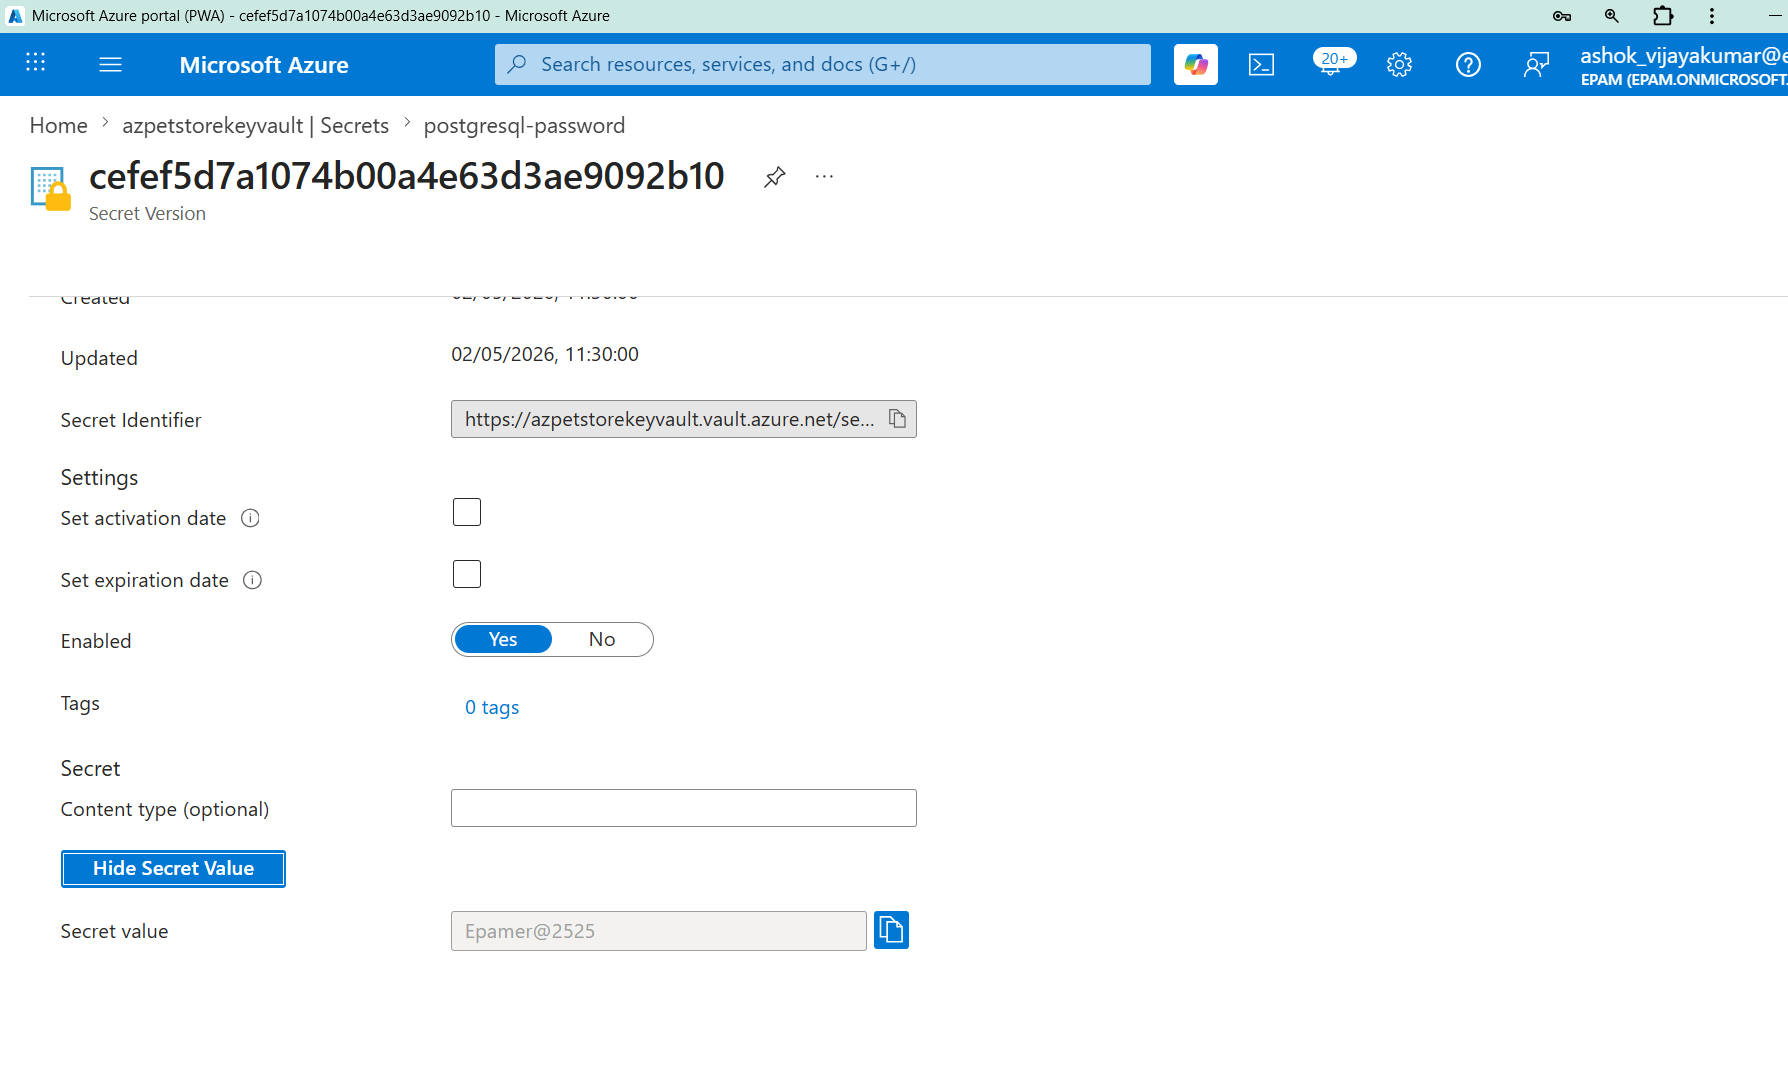 Microsoft Azure portal (PWA) - cefef5d7a1074b00a4e63d3ae9092b10 - Microsoft Azure
Microsoft Azure
Search resources, services, and docs (G+/)
20+
ashok_vijayakumar@e
EPAM (EPAM.ONMICROSOFT.
Home > azpetstorekeyvault | Secrets > postgresql-password
cefef5d7a1074b00a4e63d3ae9092b10 ...
Secret Version
Created
Updated 02/05/2026, 11:30:00
Secret Identifier https://azpetstorekeyvault.vault.azure.net/se...
Settings
Set activation date
Set expiration date
Enabled Yes No
Tags 0 tags
Secret
Content type (optional)
Hide Secret Value
Secret value Epamer@2525